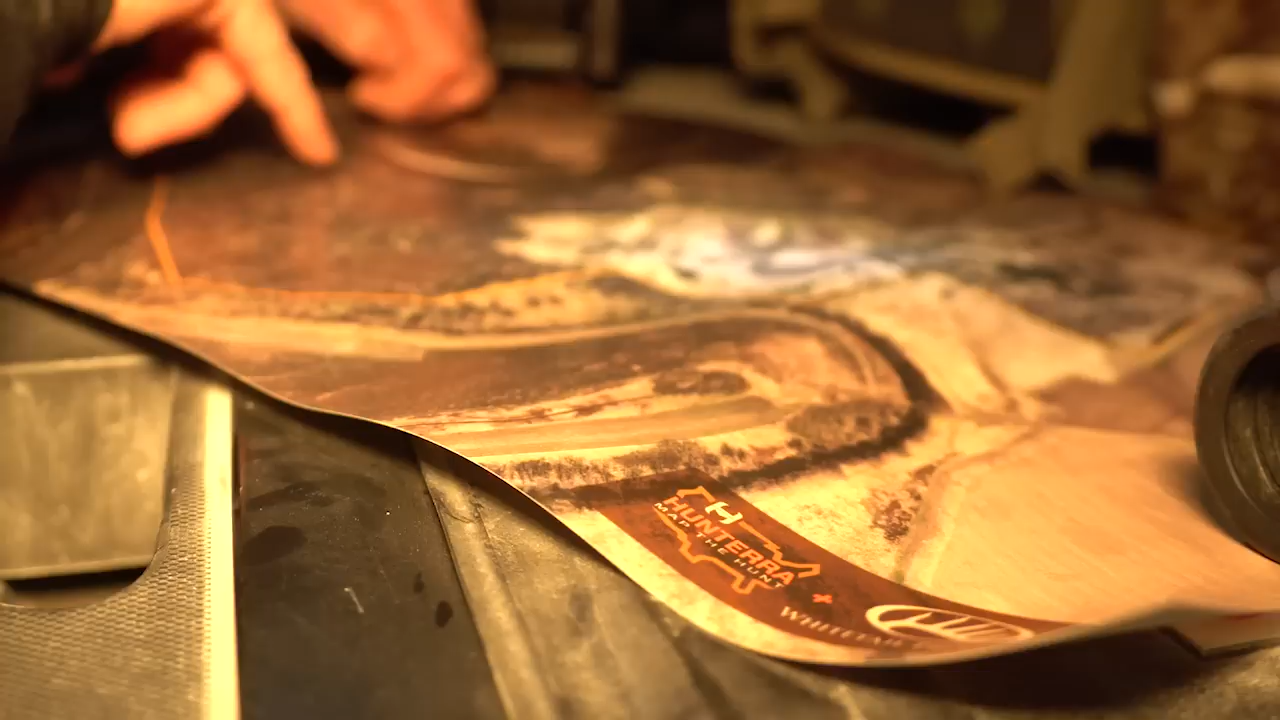 H
HUNTERRA
MAP THE HUNT
+
WHITETAIL